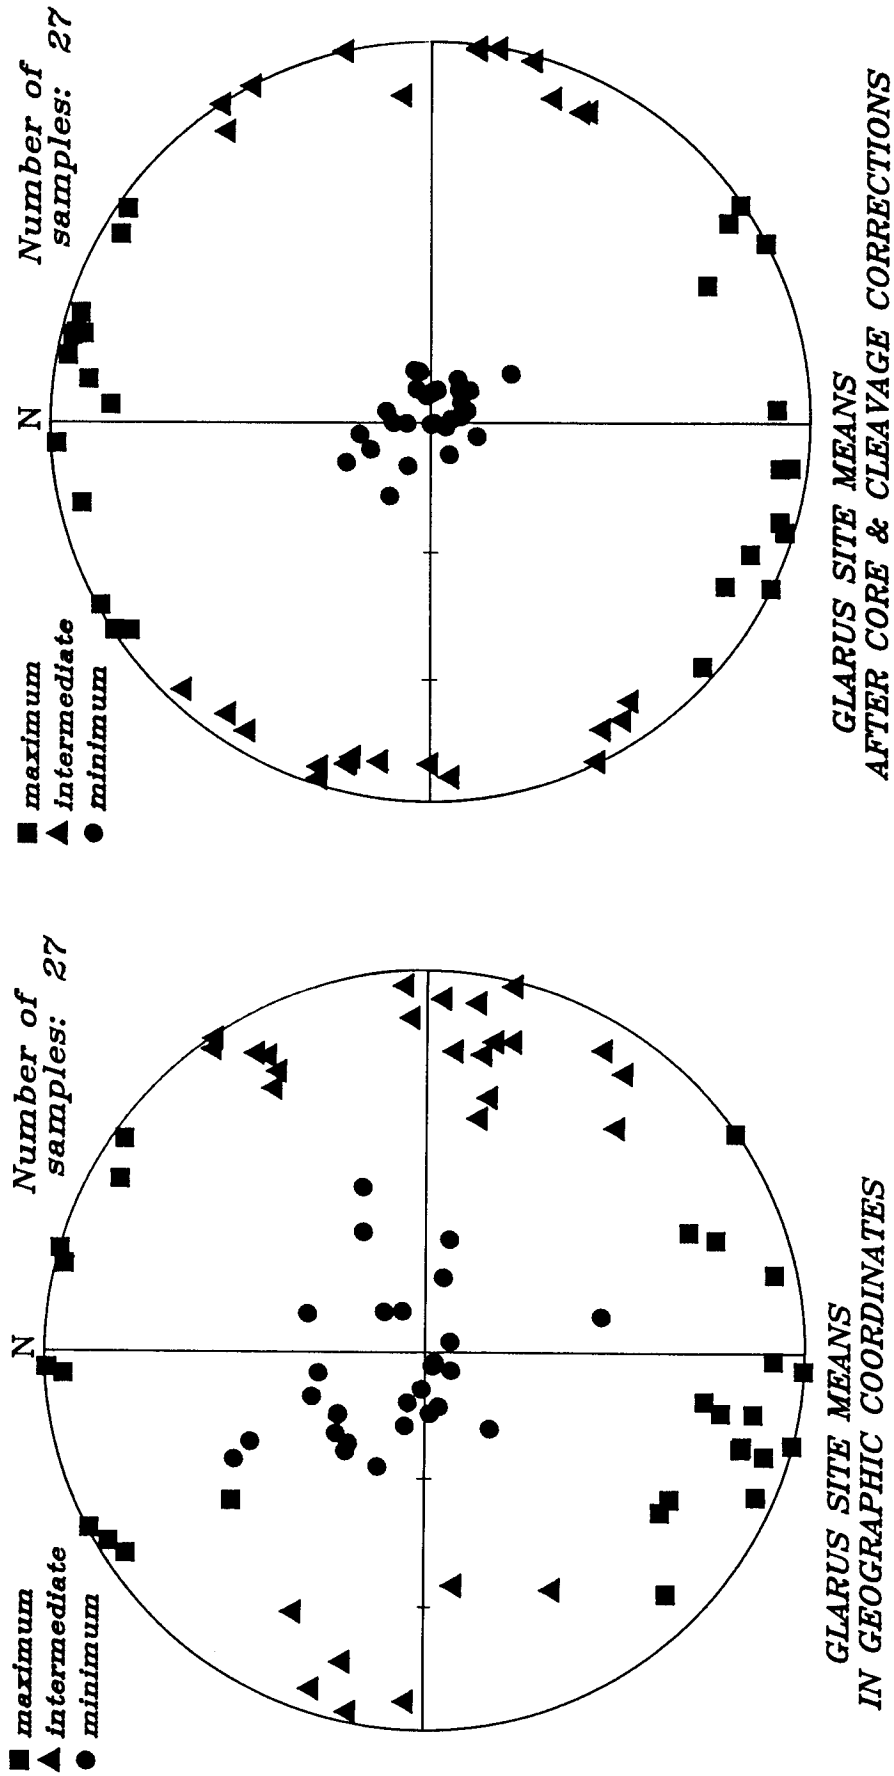 maximum
intermediate
minimum
N
Number of
samples: 27
GLARUS SITE MEANS
IN GEOGRAPHIC COORDINATES
maximum
intermediate
minimum
N
Number of
samples: 27
GLARUS SITE MEANS
AFTER CORE & CLEAVAGE CORRECTIONS